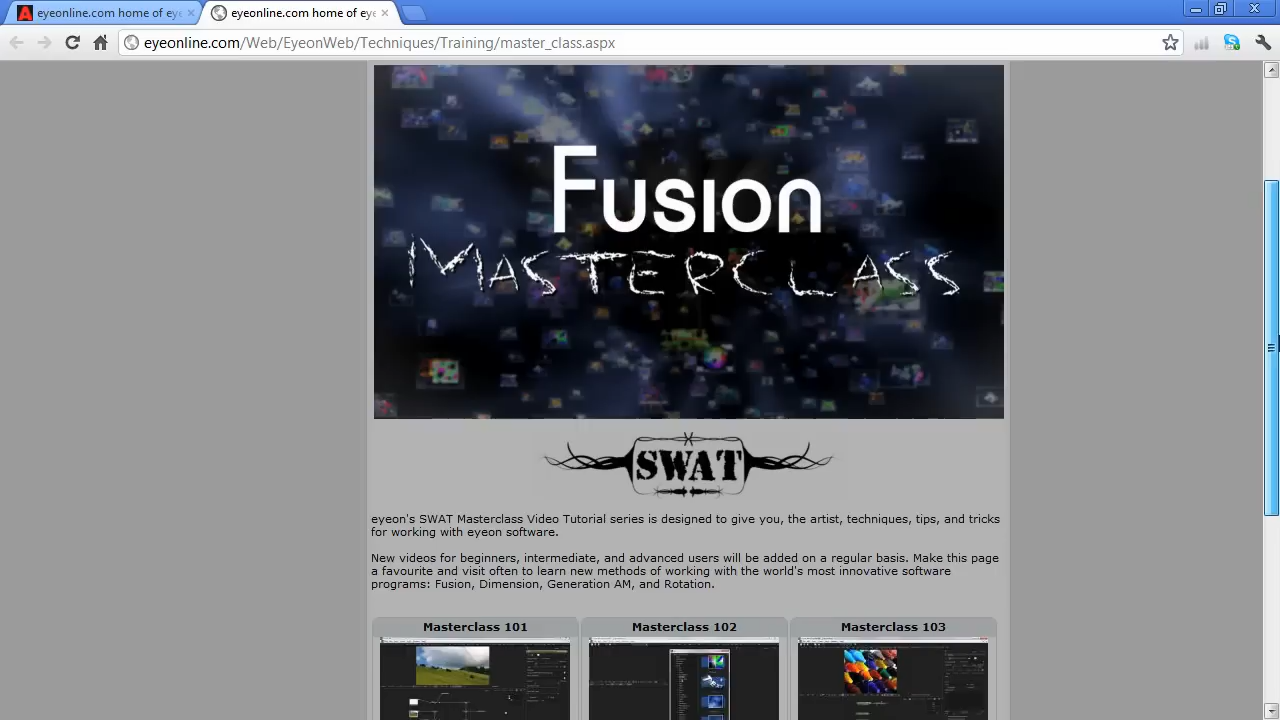 eyeonline.com home of eye
eyeonline.com home of eye
eyeonline.com/Web/EyeonWeb/Techniques/Training/master_class.aspx
Fusion
Masterclass
SWAT
eyeon's SWAT Masterclass Video Tutorial series is designed to give you, the artist, techniques, tips, and tricks
for working with eyeon software.
New videos for beginners, intermediate, and advanced users will be added on a regular basis. Make this page
a favourite and visit often to learn new methods of working with the world's most innovative software
programs: Fusion, Dimension, Generation AM, and Rotation.
Masterclass 101
Masterclass 102
Masterclass 103